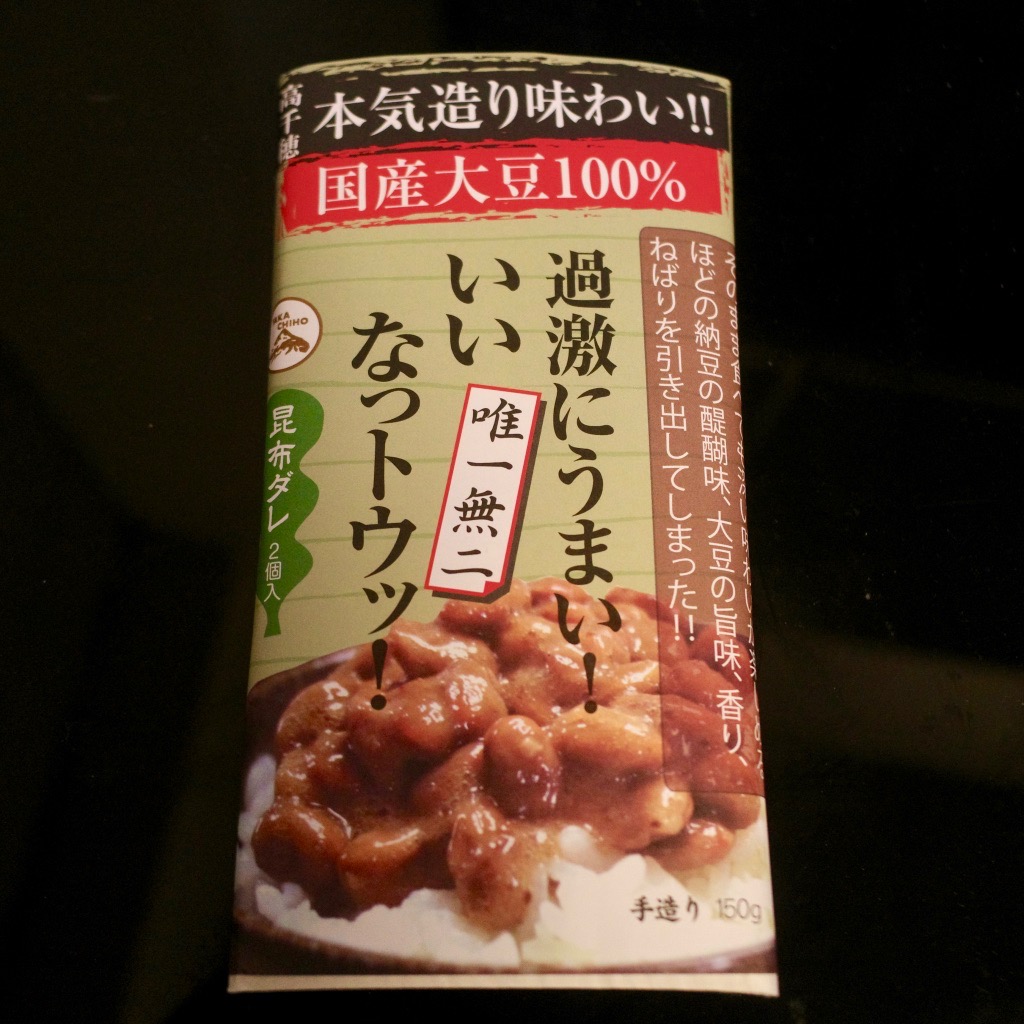 高千穂
本気造り味わい!!
国産大豆100%
ほどの納豆の醍醐味、大豆の旨味、香り、
ねばりを引き出してしまった!!
過激にうまい!
いい
唯一無二
なっトウッ!
TAKA
CHIHO
昆布ダレ
2個入
手造り 150g